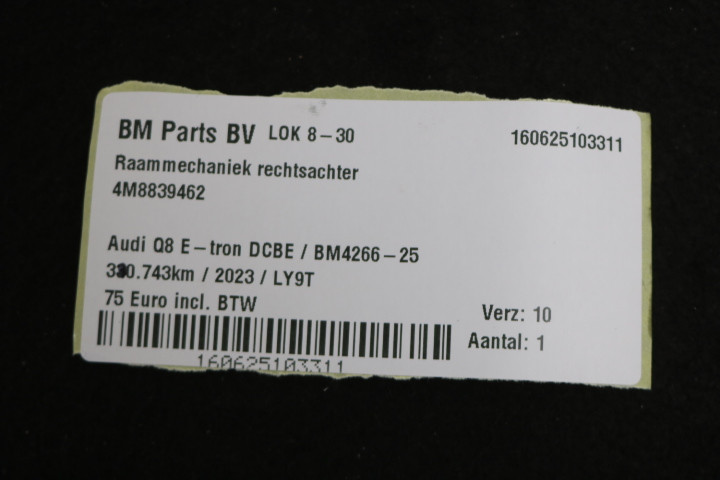 BM Parts BV LOK 8-30 160625103311
Raammechaniek rechtsachter
4M8839462
Audi Q8 E-tron DCBE / BM4266-25
/ 2023 / LY9T
75 Euro incl. BTW
Verz: 10
Aantal: 1
160625103311